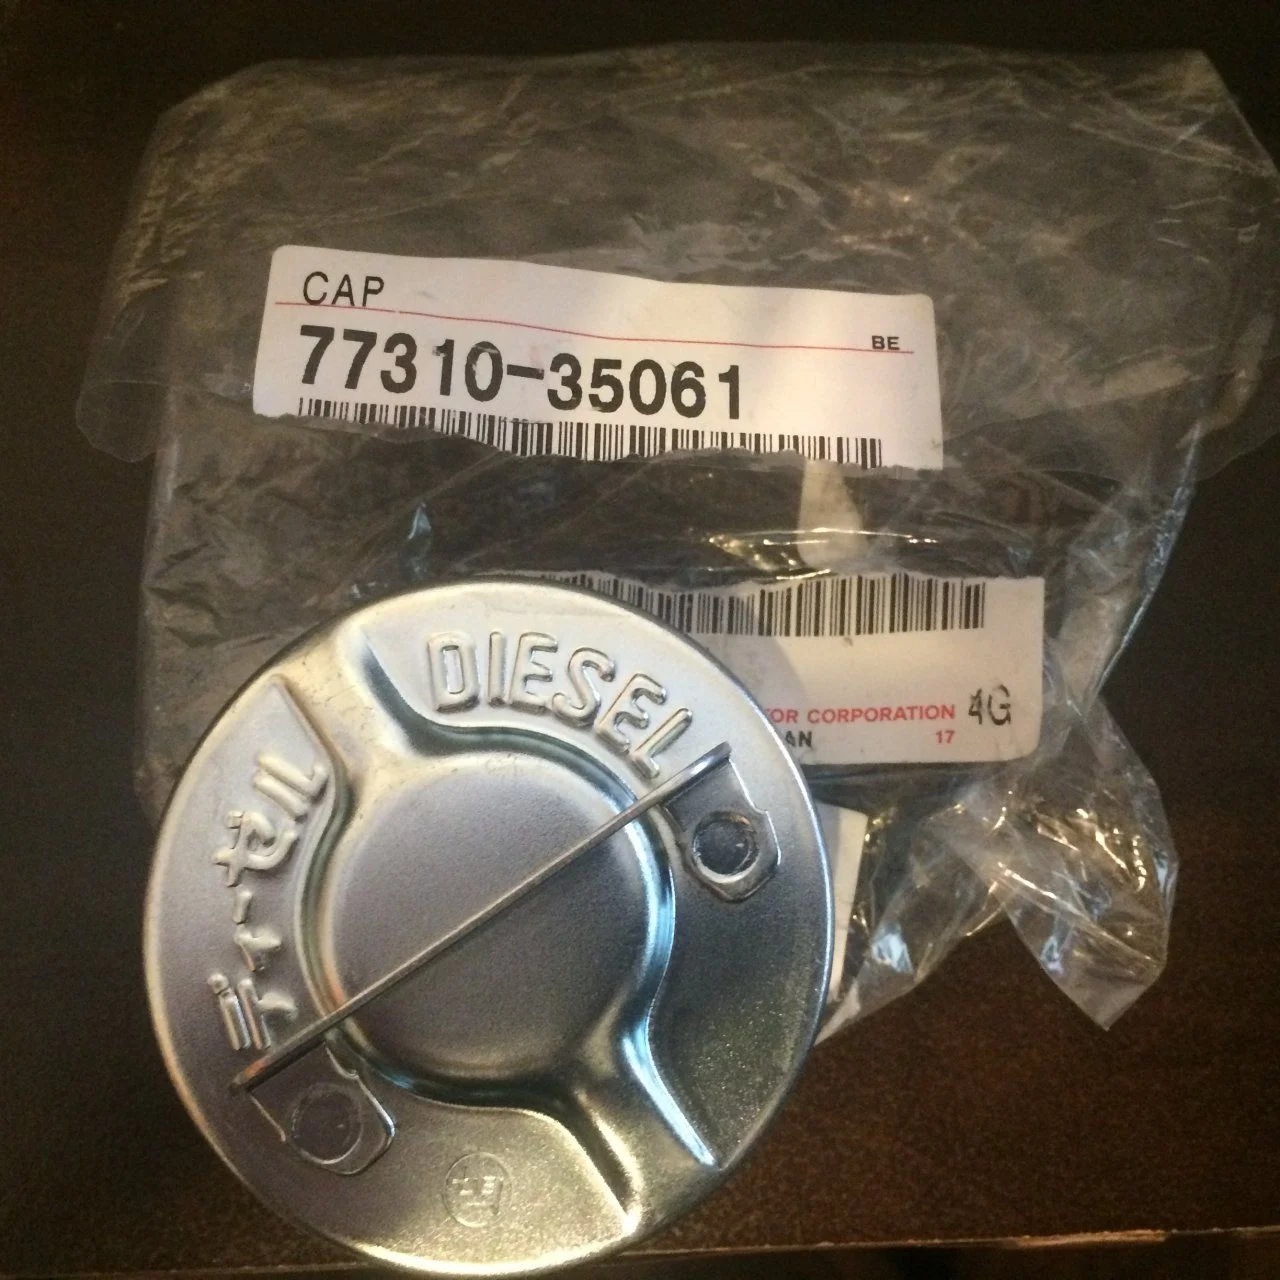 CAP
BE
77310-35061
TOR CORPORATION 4G
AN 17
DIESEL
ディーゼル